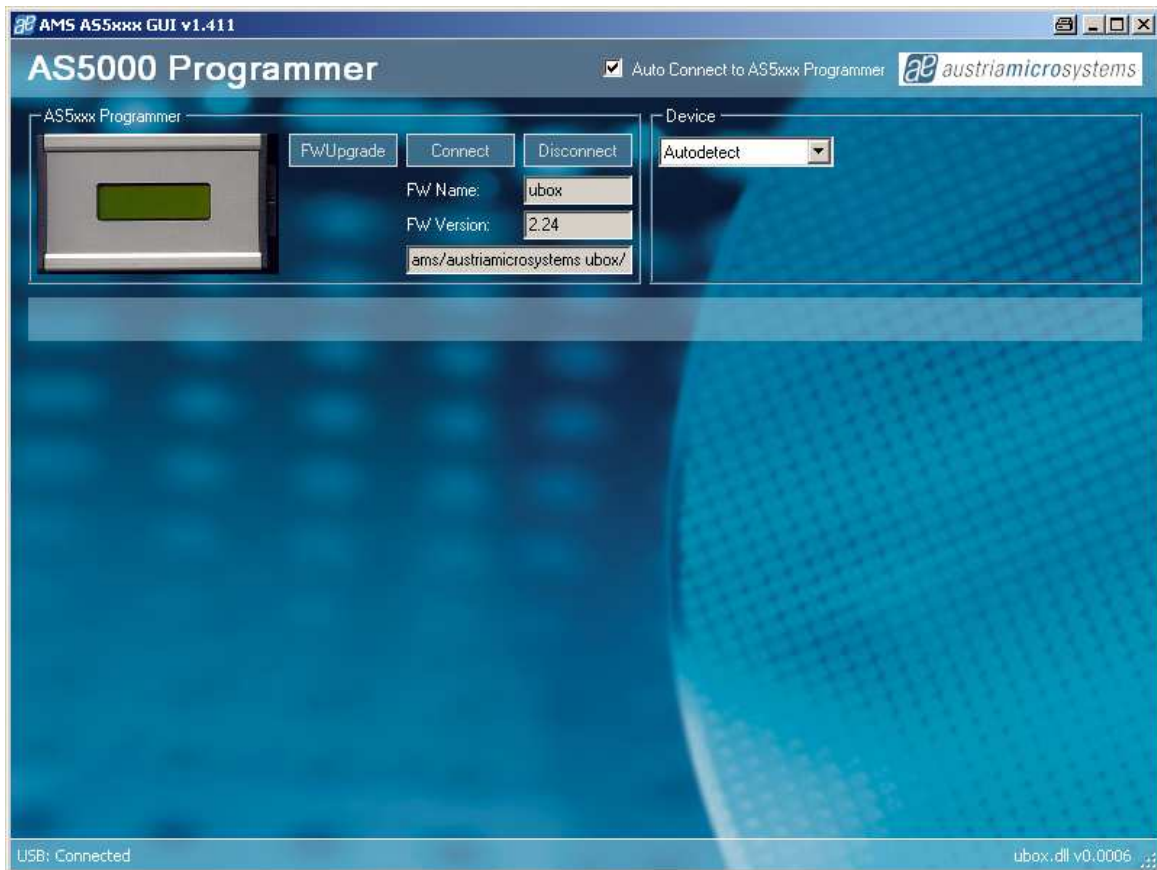 AMS AS5xxx GUI v1.411
AS5000 Programmer
Auto Connect to AS5xxx Programmer
austriamicrosystems
AS5xxx Programmer
FWUpgrade
Connect
Disconnect
FW Name:
ubox
FW Version:
2.24
ams/austriamicrosystems ubox/
Device
Autodetect
USB: Connected
ubox.dll v0.0006